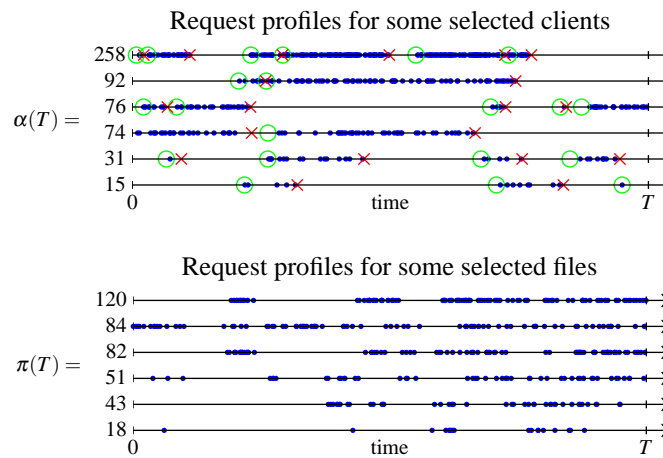 Request profiles for some selected clients
258
92
76
α(T) =
74
31
15
0 time T
Request profiles for some selected files
120
84
82
π(T) =
51
43
18
0 time T